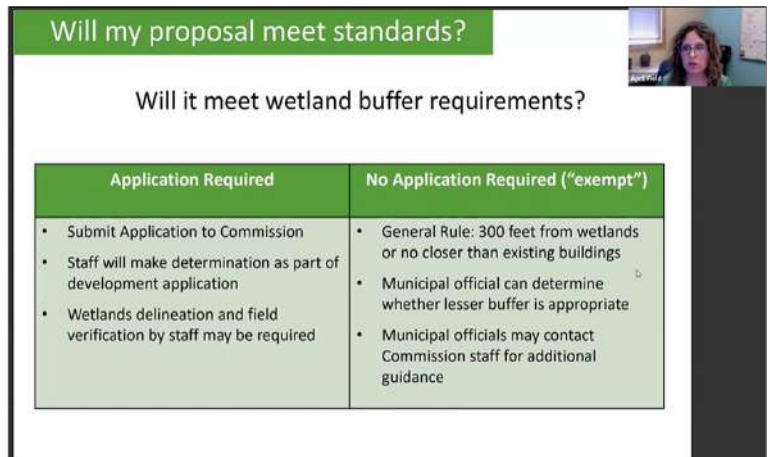 Will my proposal meet standards?
April Field
Will it meet wetland buffer requirements?
Application Required
No Application Required ("exempt")
• Submit Application to Commission
• Staff will make determination as part of
development application
• Wetlands delineation and field
verification by staff may be required
• General Rule: 300 feet from wetlands
or no closer than existing buildings
• Municipal official can determine
whether lesser buffer is appropriate
• Municipal officials may contact
Commission staff for additional
guidance